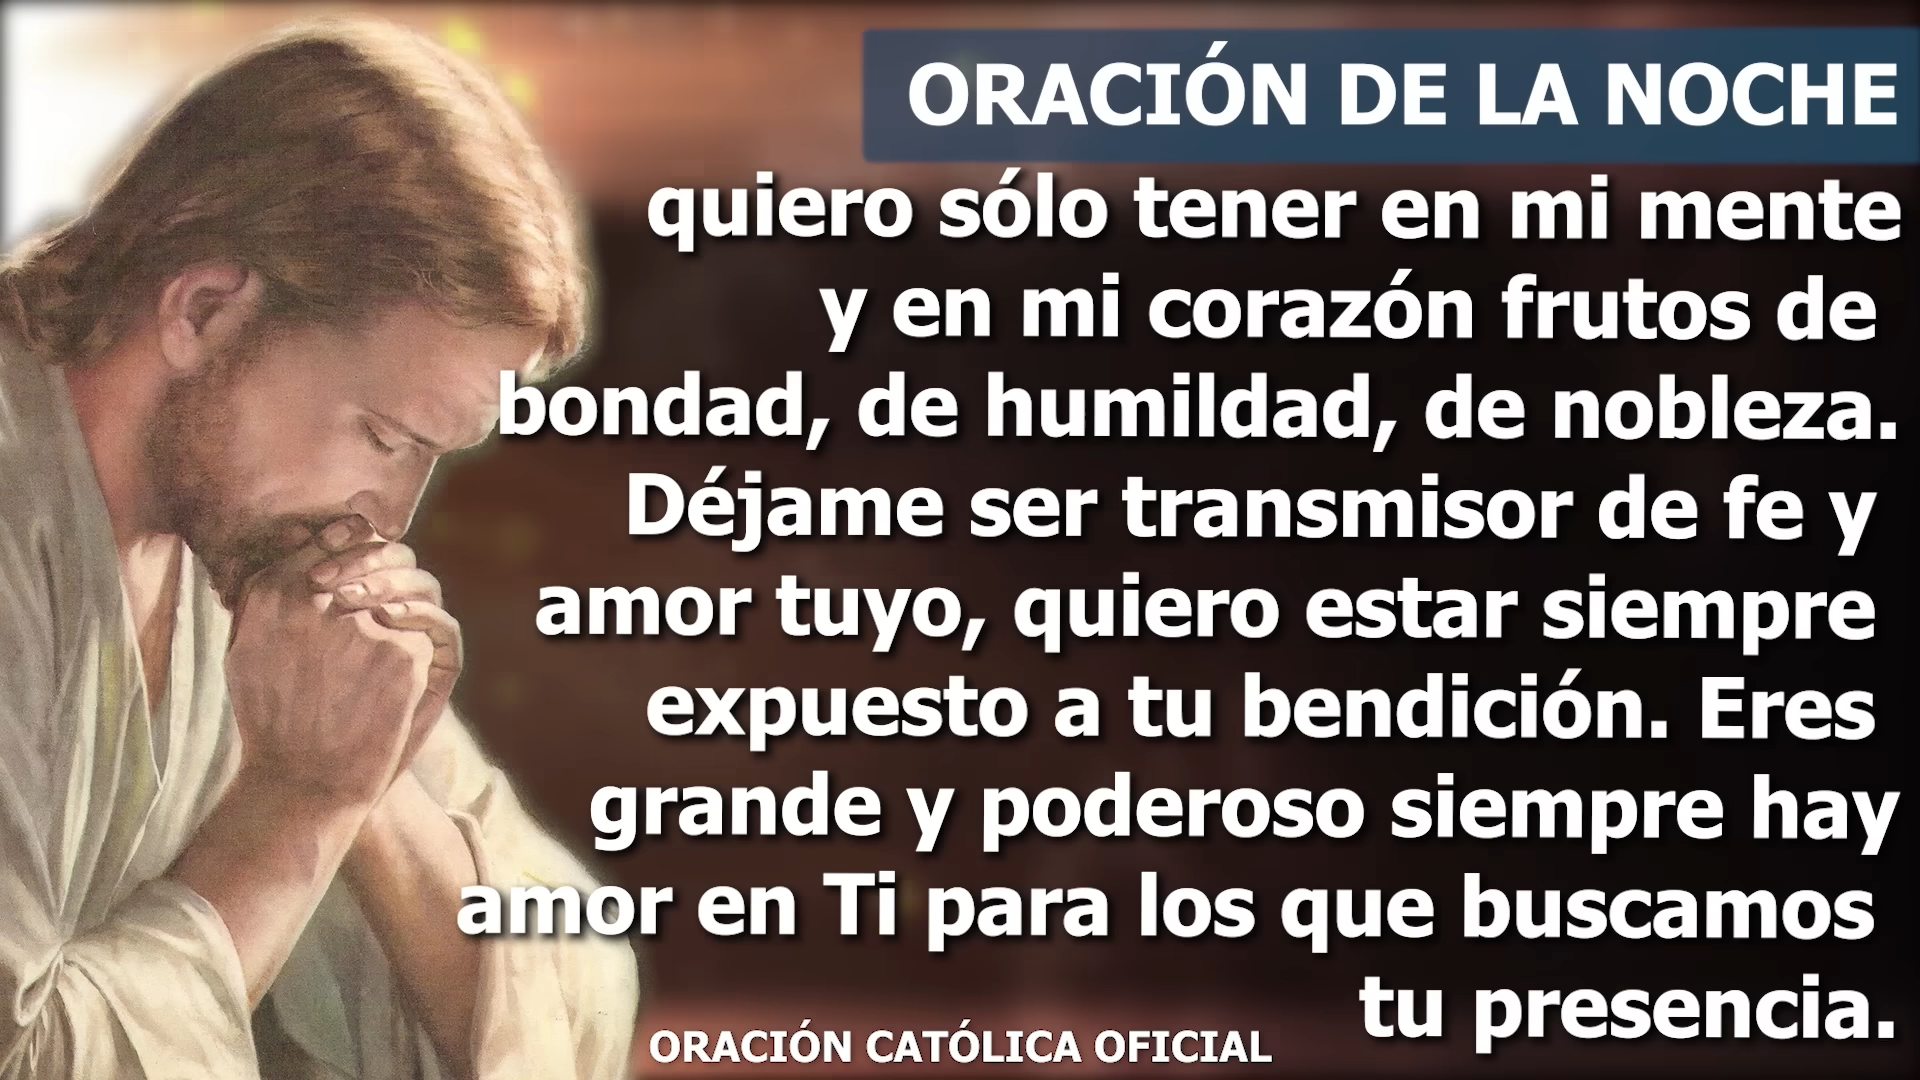 ORACIÓN DE LA NOCHE
quiero sólo tener en mi mente
y en mi corazón frutos de
bondad, de humildad, de nobleza.
Déjame ser transmisor de fe y
amor tuyo, quiero estar siempre
expuesto a tu bendición. Eres
grande y poderoso siempre hay
amor en Ti para los que buscamos
tu presencia.
ORACIÓN CATÓLICA OFICIAL